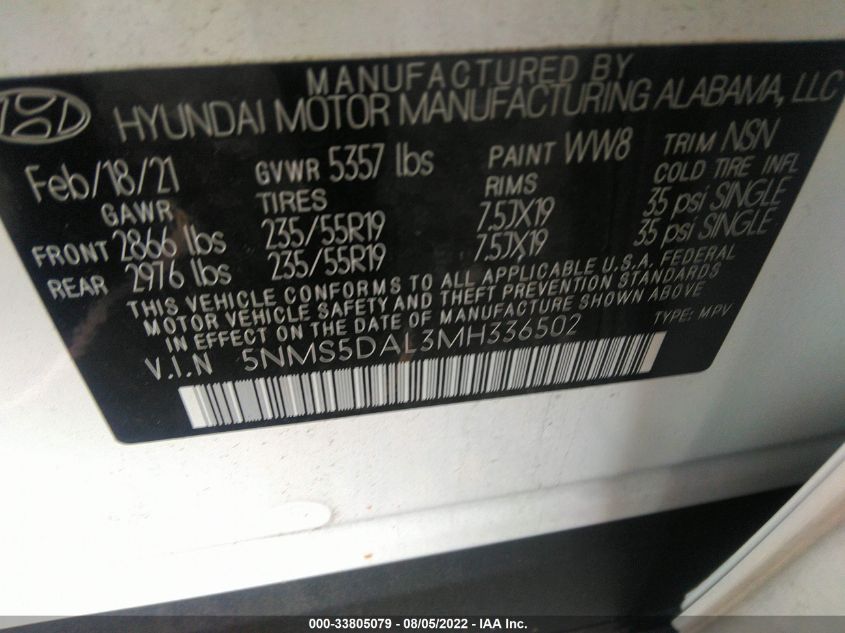 MANUFACTURED BY
HYUNDAI MOTOR MANUFACTURING ALABAMA, LLC
Feb/18/21 GVWR 5357 lbs PAINT WW8 TRIM NSN
GAWR TIRES RIMS COLD TIRE INFL
FRONT 2866 lbs 235/55R19 7.5JX19 35 psi SINGLE
REAR 2976 lbs 235/55R19 7.5JX19 35 psi SINGLE
THIS VEHICLE CONFORMS TO ALL APPLICABLE U.S.A. FEDERAL
MOTOR VEHICLE SAFETY AND THEFT PREVENTION STANDARDS
IN EFFECT ON THE DATE OF MANUFACTURE SHOWN ABOVE
V.I.N 5NMS5DAL3MH336502 TYPE: MPV
000-33805079 - 08/05/2022 - IAA Inc.